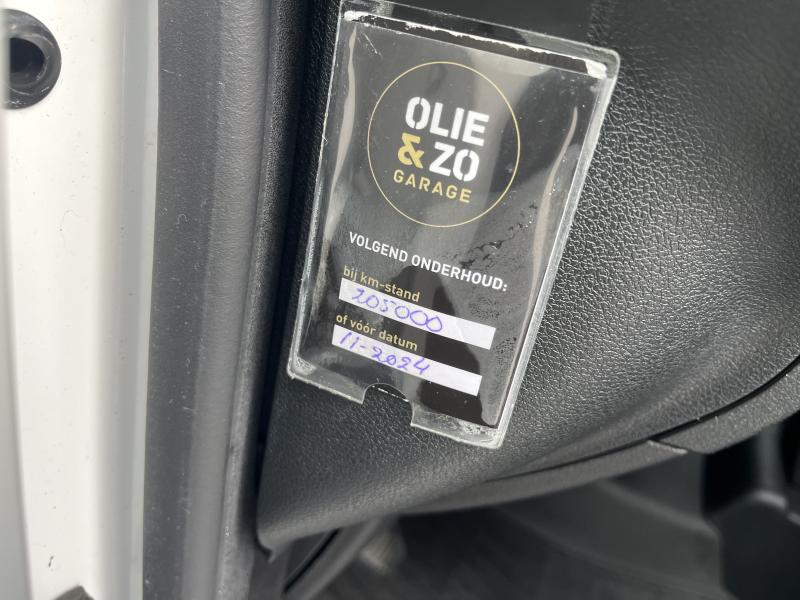 OLIE
& ZO
GARAGE
VOLGEND ONDERHOUD:
bij km-stand
205000
of vóór datum
11-2024